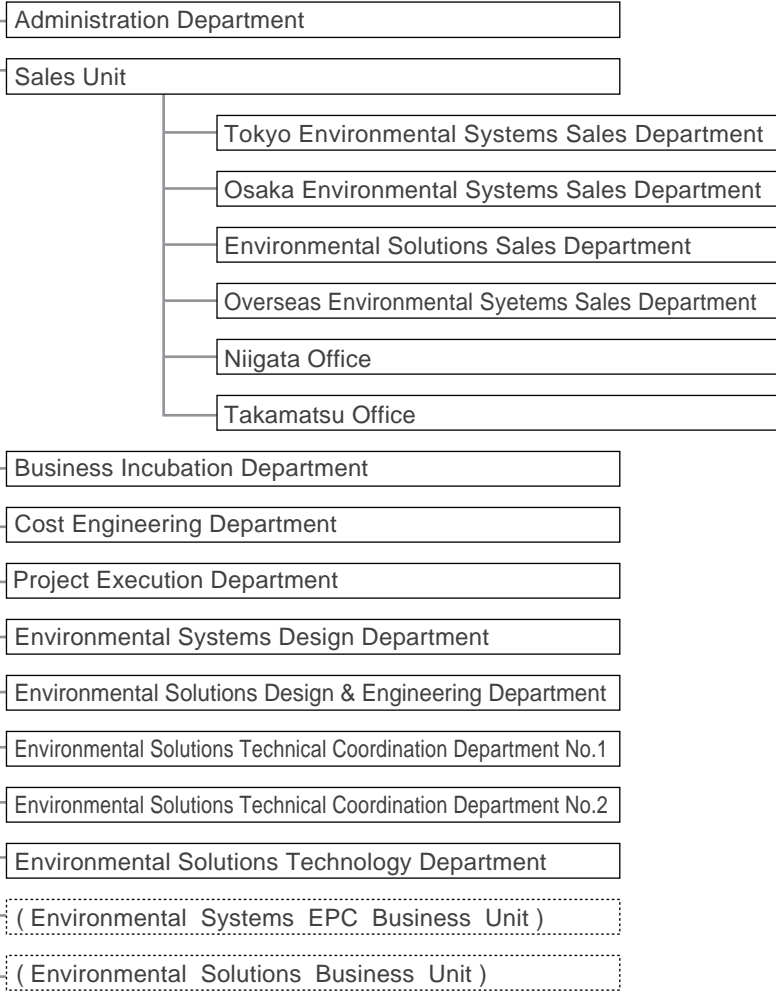 Administration Department
Sales Unit
Tokyo Environmental Systems Sales Department
Osaka Environmental Systems Sales Department
Environmental Solutions Sales Department
Overseas Environmental Syetems Sales Department
Niigata Office
Takamatsu Office
Business Incubation Department
Cost Engineering Department
Project Execution Department
Environmental Systems Design Department
Environmental Solutions Design & Engineering Department
Environmental Solutions Technical Coordination Department No.1
Environmental Solutions Technical Coordination Department No.2
Environmental Solutions Technology Department
( Environmental Systems EPC Business Unit )
( Environmental Solutions Business Unit )